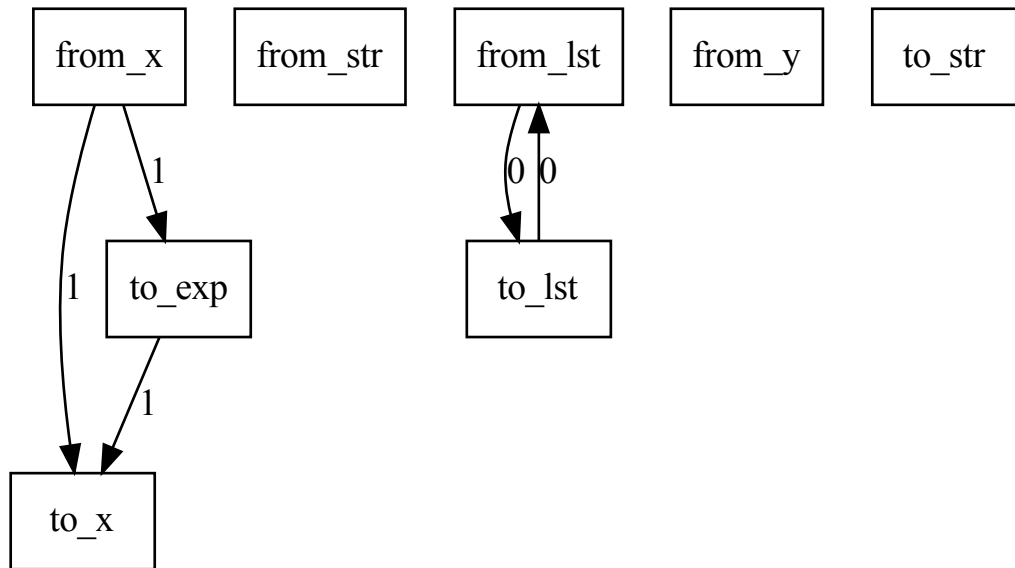 from_x
from_str
from_lst
from_y
to_str
1
0
0
to_exp
to_lst
1
1
to_x